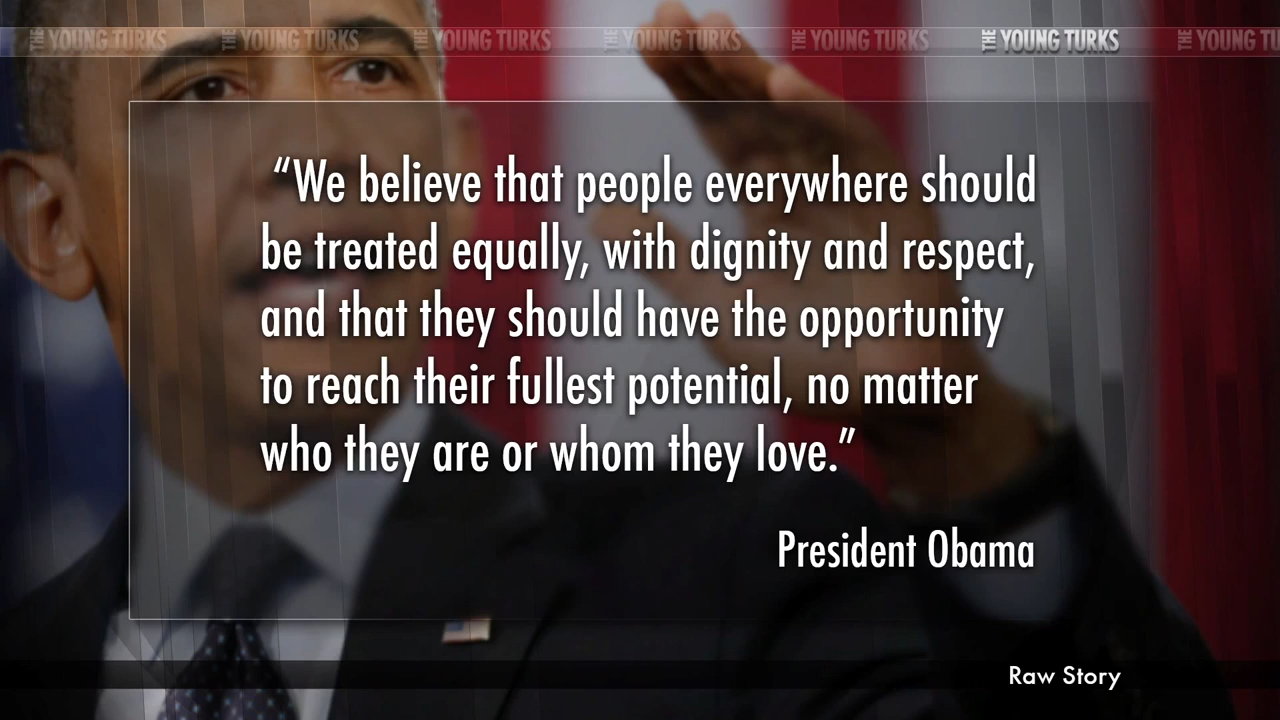 THE YOUNG TURKS THE YOUNG TURKS THE YOUNG TURKS THE YOUNG TURKS THE YOUNG TURKS THE YOUNG TURKS THE YOUNG TU
“We believe that people everywhere should
be treated equally, with dignity and respect,
and that they should have the opportunity
to reach their fullest potential, no matter
who they are or whom they love.”
President Obama
Raw Story